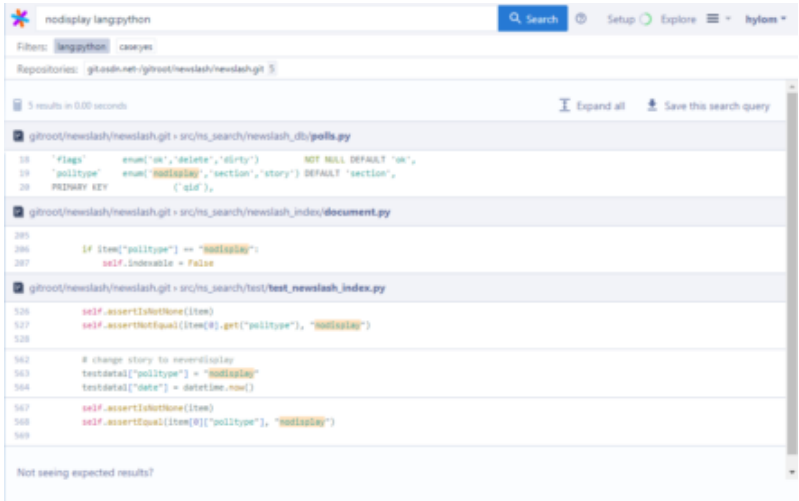 nodisplay lang:python
Search
Setup
Explore
hylom
Filters: lang:python case:yes
Repositories: git.osdn.net-/gitroot/newslash/newslash.git 5
5 results in 0.00 seconds
Expand all
Save this search query
gitroot/newslash/newslash.git › src/ns_search/newslash_db/polls.py
18 `flags` enum('ok','delete','dirty') NOT NULL DEFAULT 'ok',
19 `polltype` enum('nodisplay','section','story') DEFAULT 'section',
20 PRIMARY KEY (`qid`),
gitroot/newslash/newslash.git › src/ns_search/newslash_index/document.py
205
206 if item["polltype"] == "nodisplay":
207 self.indexable = False
gitroot/newslash/newslash.git › src/ns_search/test/test_newslash_index.py
526 self.assertIsNotNone(item)
527 self.assertNotEqual(item[0].get("polltype"), "nodisplay")
528
562 # change story to neverdisplay
563 testdata1["polltype"] = "nodisplay"
564 testdata1["date"] = datetime.now()
567 self.assertIsNotNone(item)
568 self.assertEqual(item[0]["polltype"], "nodisplay")
569
Not seeing expected results?